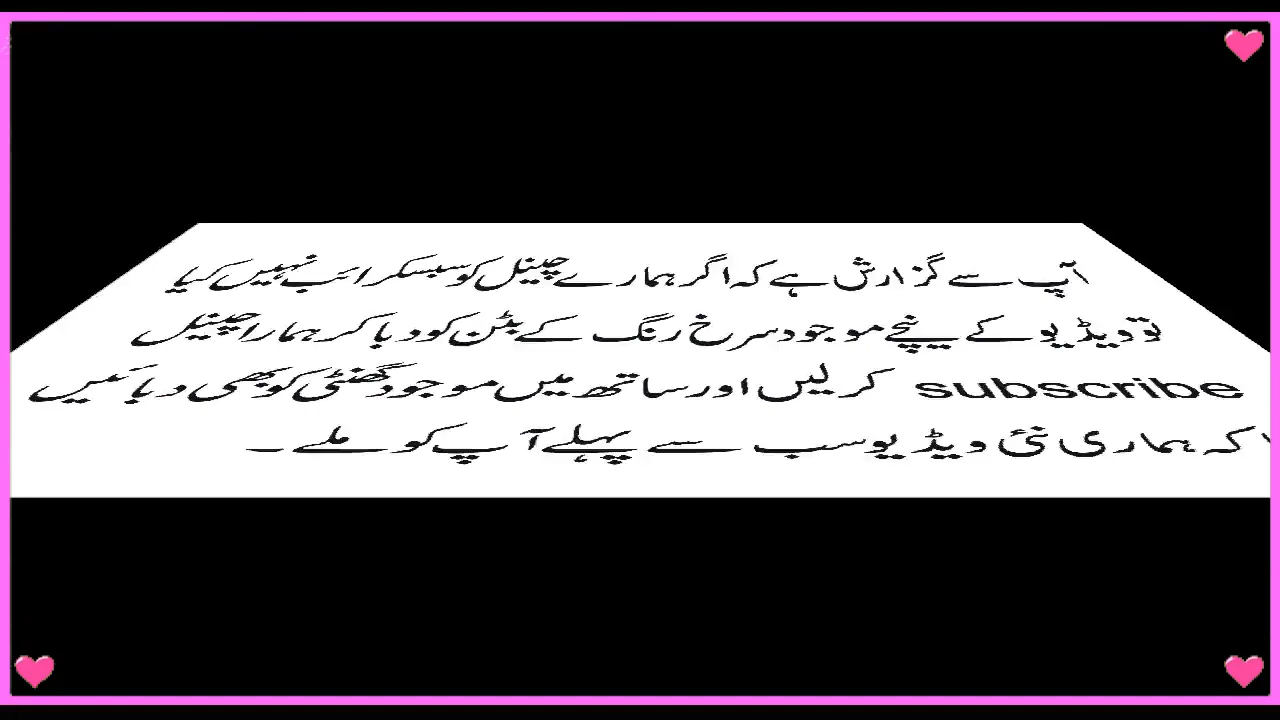 آپ سے گزارش ہے کہ اگر ہمارے چینل کو سبسکرائب نہیں کیا
تو ویڈیو کے نیچے موجود سرخ رنگ کے بٹن کو دبا کر ہمارا چینل
subscribe کر لیں اور ساتھ میں موجود گھنٹی کو بھی دبائیں
کہ ہماری نئی ویڈیو سب سے پہلے آپ کو ملے ۔